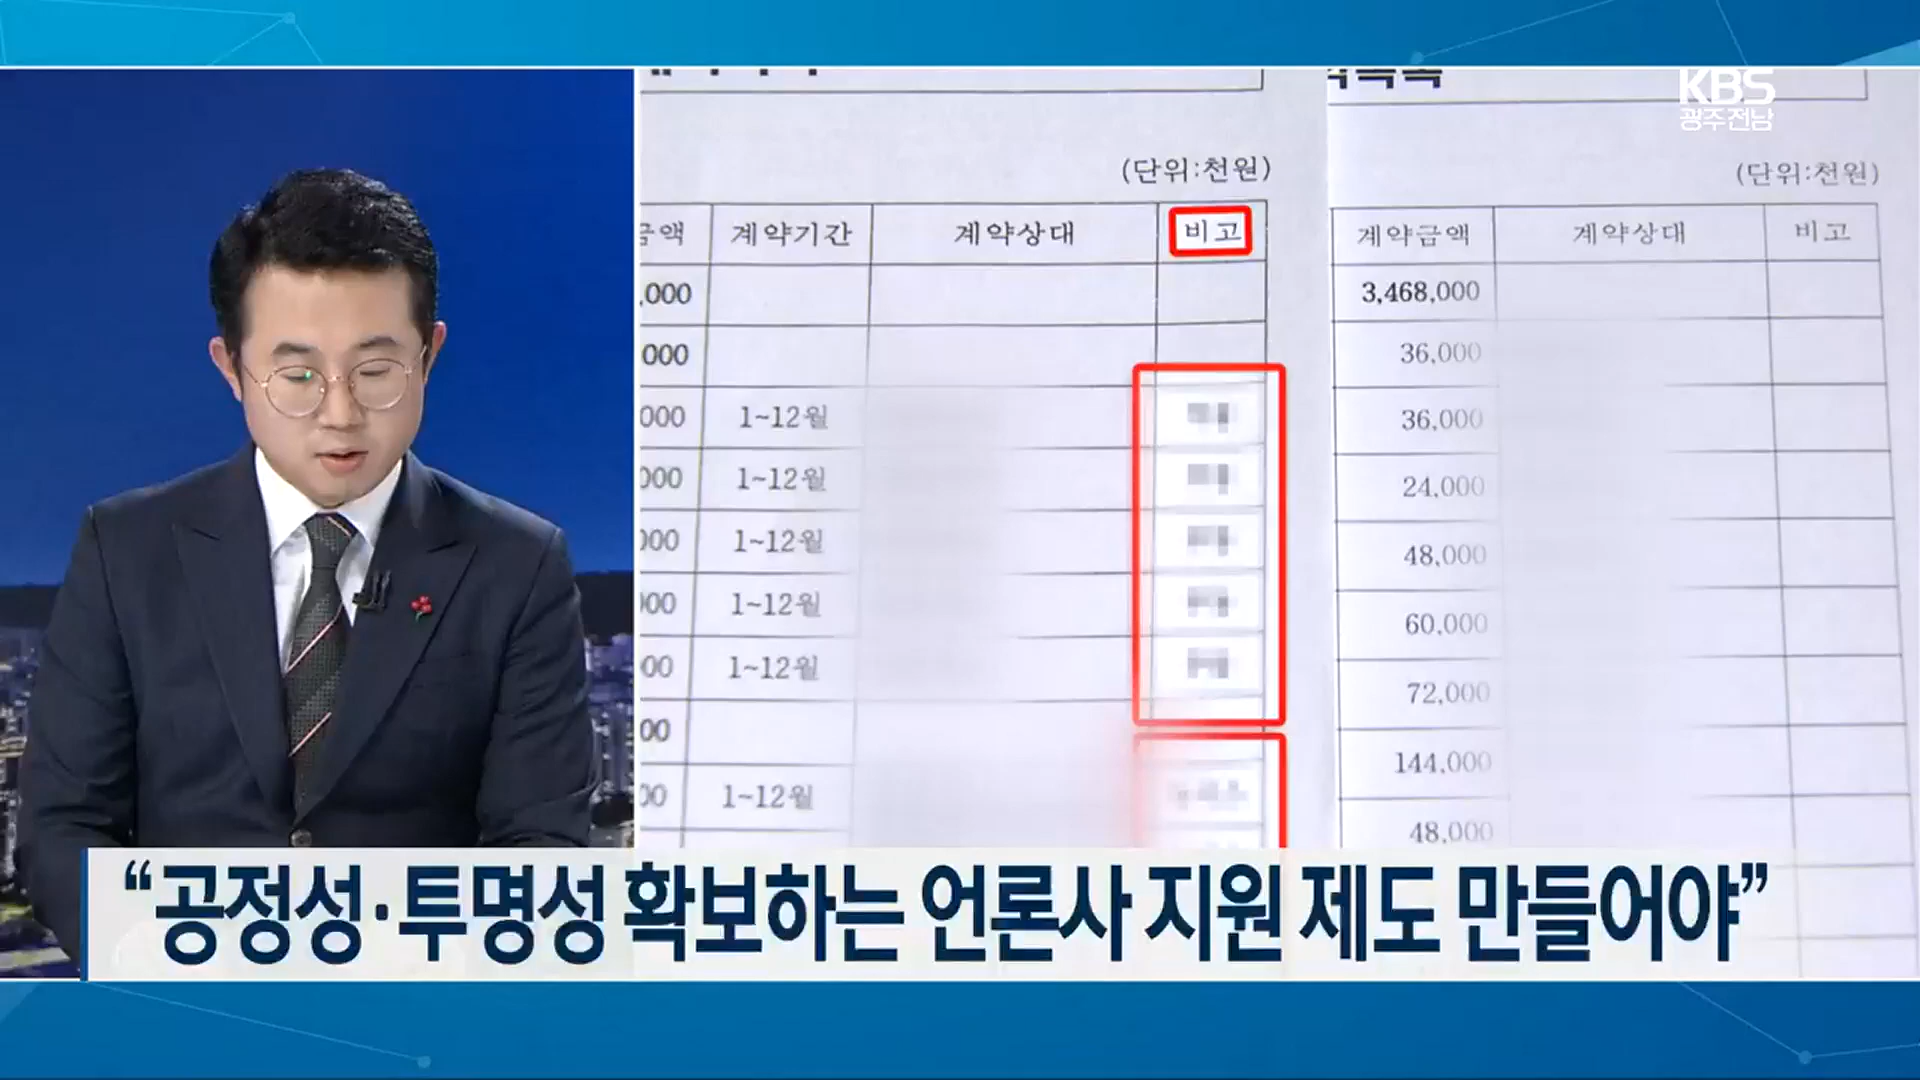 KBS
광주전남
(단위:천원)
금액 계약기간 계약상대 비고
,000
000
000 1~12월
000 1~12월
000 1~12월
000 1~12월
00 1~12월
00
00 1~12월
(단위:천원)
계약금액 계약상대 비고
3,468,000
36,000
36,000
24,000
48,000
60,000
72,000
144,000
48,000
“공정성·투명성 확보하는 언론사 지원 제도 만들어야”